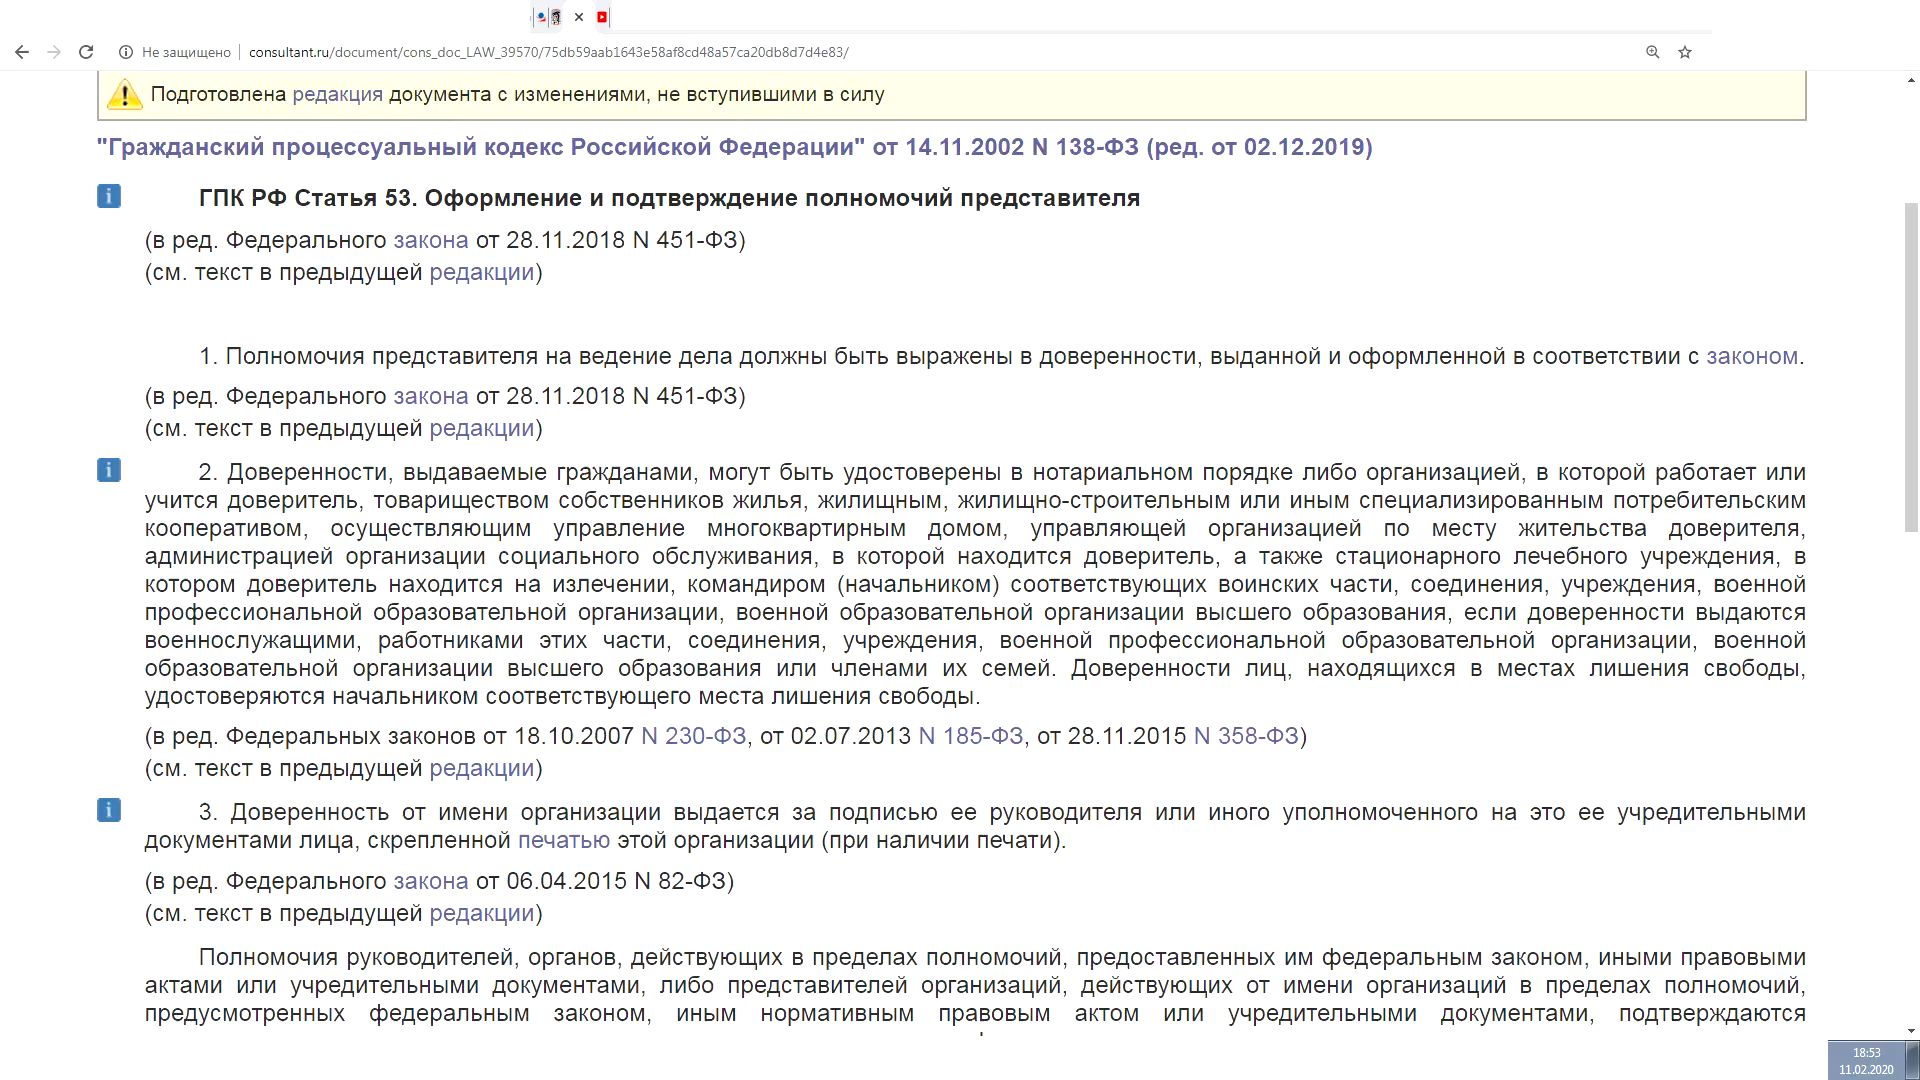 Не защищено
consultant.ru/document/cons_doc_LAW_39570/75db59aab1643e58af8cd48a57ca20db8d7d4e83/
Подготовлена редакция документа с изменениями, не вступившими в силу
"Гражданский процессуальный кодекс Российской Федерации" от 14.11.2002 N 138-ФЗ (ред. от 02.12.2019)
ГПК РФ Статья 53. Оформление и подтверждение полномочий представителя
(в ред. Федерального закона от 28.11.2018 N 451-ФЗ)
(см. текст в предыдущей редакции)
1. Полномочия представителя на ведение дела должны быть выражены в доверенности, выданной и оформленной в соответствии с законом.
(в ред. Федерального закона от 28.11.2018 N 451-ФЗ)
(см. текст в предыдущей редакции)
2. Доверенности, выдаваемые гражданами, могут быть удостоверены в нотариальном порядке либо организацией, в которой работает или
учится доверитель, товариществом собственников жилья, жилищным, жилищно-строительным или иным специализированным потребительским
кооперативом, осуществляющим управление многоквартирным домом, управляющей организацией по месту жительства доверителя,
администрацией организации социального обслуживания, в которой находится доверитель, а также стационарного лечебного учреждения, в
котором доверитель находится на излечении, командиром (начальником) соответствующих воинских части, соединения, учреждения, военной
профессиональной образовательной организации, военной образовательной организации высшего образования, если доверенности выдаются
военнослужащими, работниками этих части, соединения, учреждения, военной профессиональной образовательной организации, военной
образовательной организации высшего образования или членами их семей. Доверенности лиц, находящихся в местах лишения свободы,
удостоверяются начальником соответствующего места лишения свободы.
(в ред. Федеральных законов от 18.10.2007 N 230-ФЗ, от 02.07.2013 N 185-ФЗ, от 28.11.2015 N 358-ФЗ)
(см. текст в предыдущей редакции)
3. Доверенность от имени организации выдается за подписью ее руководителя или иного уполномоченного на это ее учредительными
документами лица, скрепленной печатью этой организации (при наличии печати).
(в ред. Федерального закона от 06.04.2015 N 82-ФЗ)
(см. текст в предыдущей редакции)
Полномочия руководителей, органов, действующих в пределах полномочий, предоставленных им федеральным законом, иными правовыми
актами или учредительными документами, либо представителей организаций, действующих от имени организаций в пределах полномочий,
предусмотренных федеральным законом, иным нормативным правовым актом или учредительными документами, подтверждаются
18:53
11.02.2020